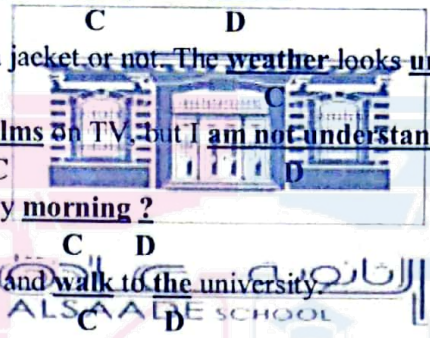 C D
jacket or not. The weather looks
C
lms on TV, but I am not understan
C D
y morning ?
C D
and walk to the university.
الثانوية
ALSAADE SCHOOL
C D